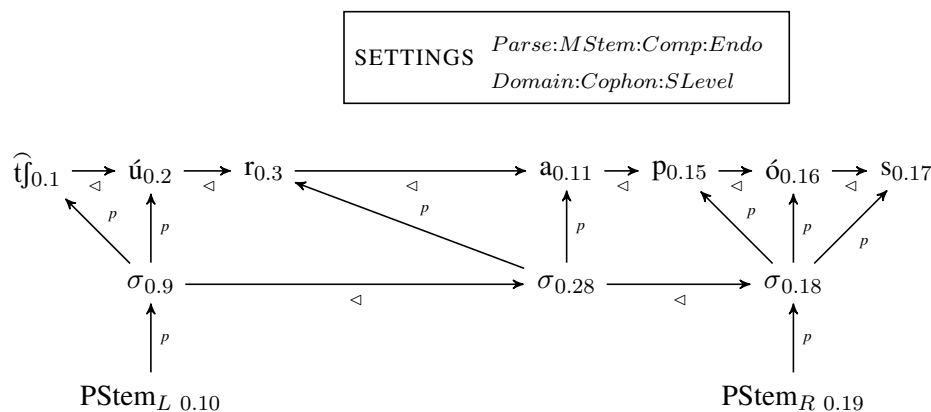 SETTINGS Parse:MStem:Comp:Endo
Domain:Cophon:SLevel
t͡ʃ0.1 ú0.2 r0.3 a0.11 p0.15 ó0.16 s0.17
◁ ◁ ◁ ◁ ◁ ◁
p p p p p p p
σ0.9 σ0.28 σ0.18
◁ ◁
p p
PStemL 0.10 PStemR 0.19